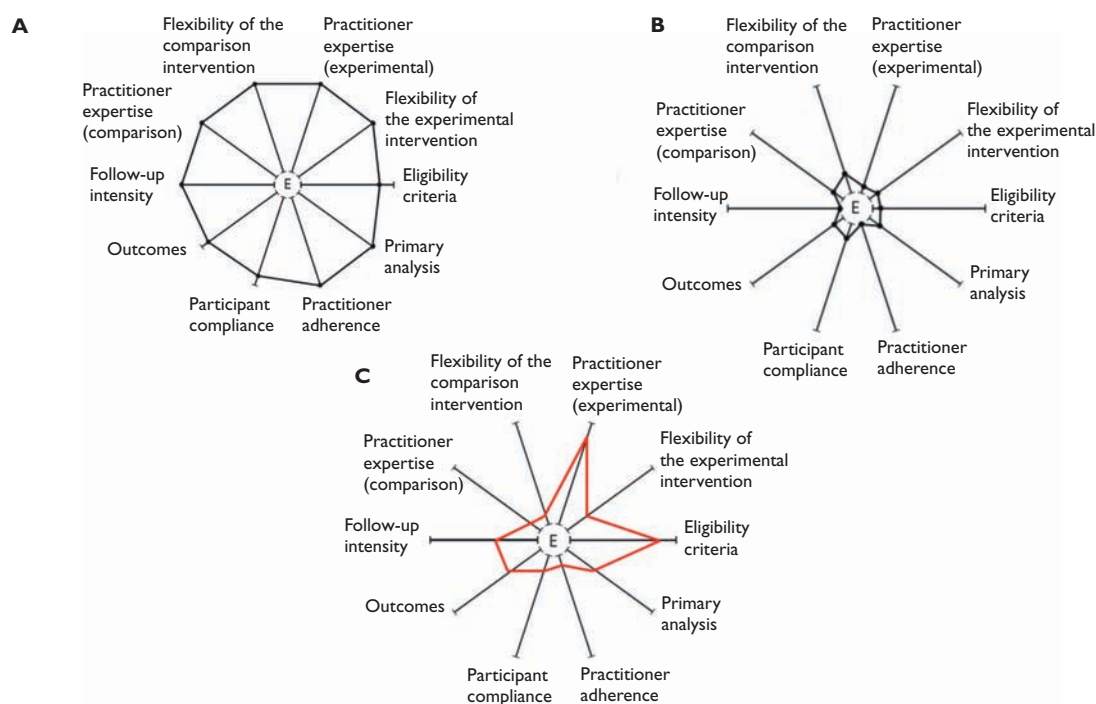 A
Flexibility of the
comparison
intervention
Practitioner
expertise
(experimental)
Practitioner
expertise
(comparison)
Flexibility of
the experimental
intervention
Follow-up
intensity
E
Eligibility
criteria
Outcomes
Primary
analysis
Participant
compliance
Practitioner
adherence
B
Flexibility of the
comparison
intervention
Practitioner
expertise
(experimental)
Practitioner
expertise
(comparison)
Flexibility of
the experimental
intervention
Follow-up
intensity
E
Eligibility
criteria
Outcomes
Primary
analysis
Participant
compliance
Practitioner
adherence
C
Flexibility of the
comparison
intervention
Practitioner
expertise
(experimental)
Practitioner
expertise
(comparison)
Flexibility of
the experimental
intervention
Follow-up
intensity
E
Eligibility
criteria
Outcomes
Primary
analysis
Participant
compliance
Practitioner
adherence